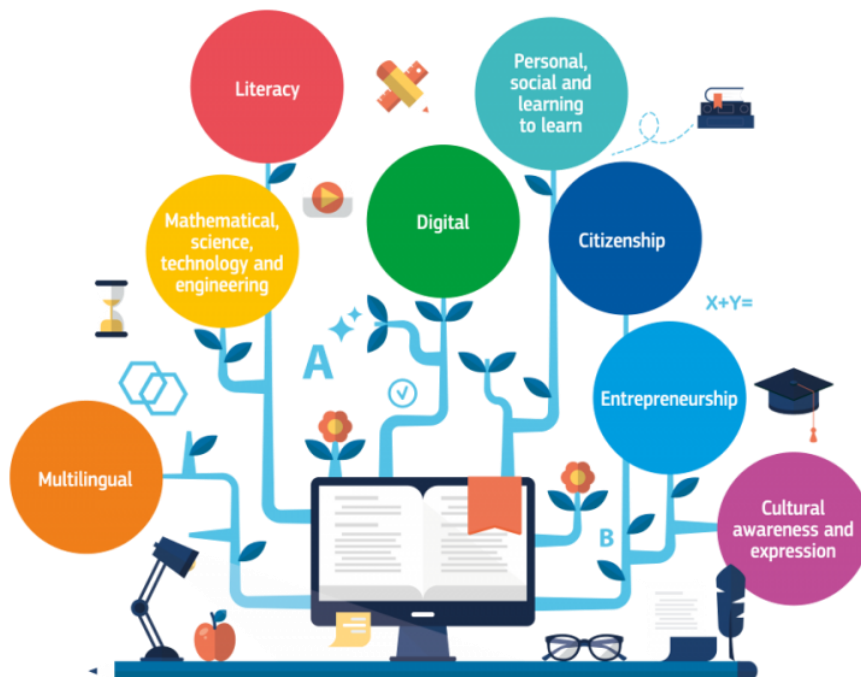 Literacy
Personal,
social and
learning
to learn
Mathematical,
science,
technology and
engineering
Digital
Citizenship
X+Y=
A
Entrepreneurship
Multilingual
Cultural
awareness and
expression
B